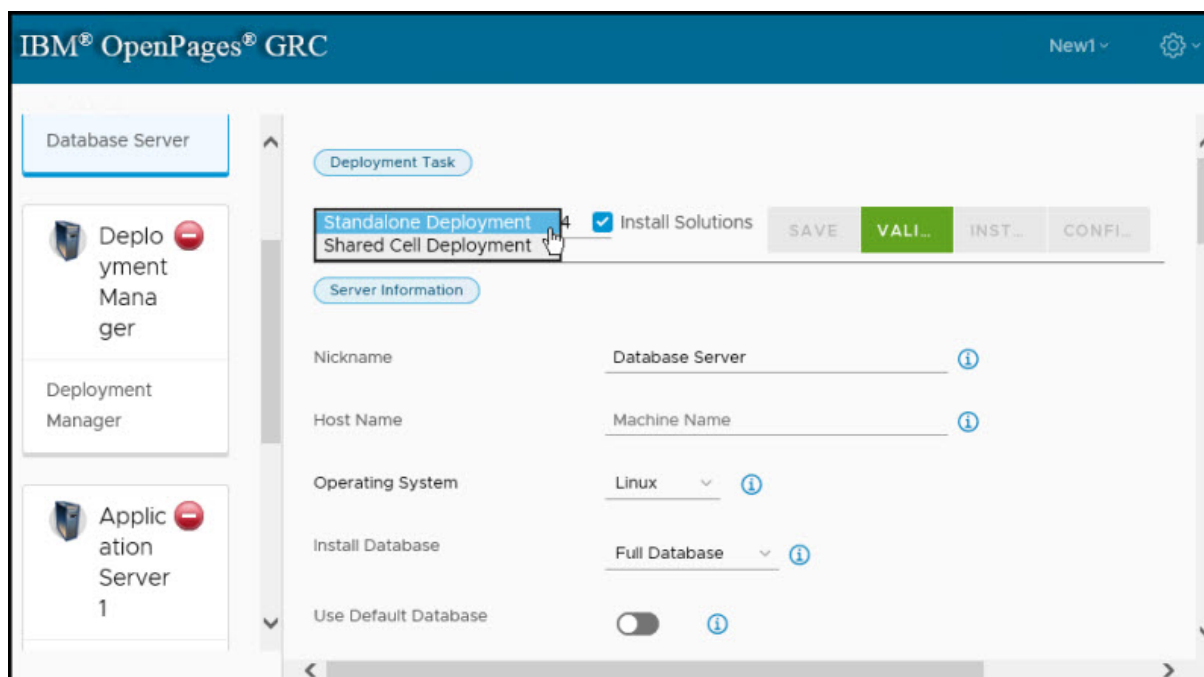 IBM® OpenPages® GRC
New1
Database Server
Deplo
yment
Mana
ger
Deployment
Manager
Applic
ation
Server
1
Deployment Task
Standalone Deployment 4
Shared Cell Deployment
Install Solutions
SAVE
VALI...
INST...
CONFI...
Server Information
Nickname
Database Server
Host Name
Machine Name
Operating System
Linux
Install Database
Full Database
Use Default Database